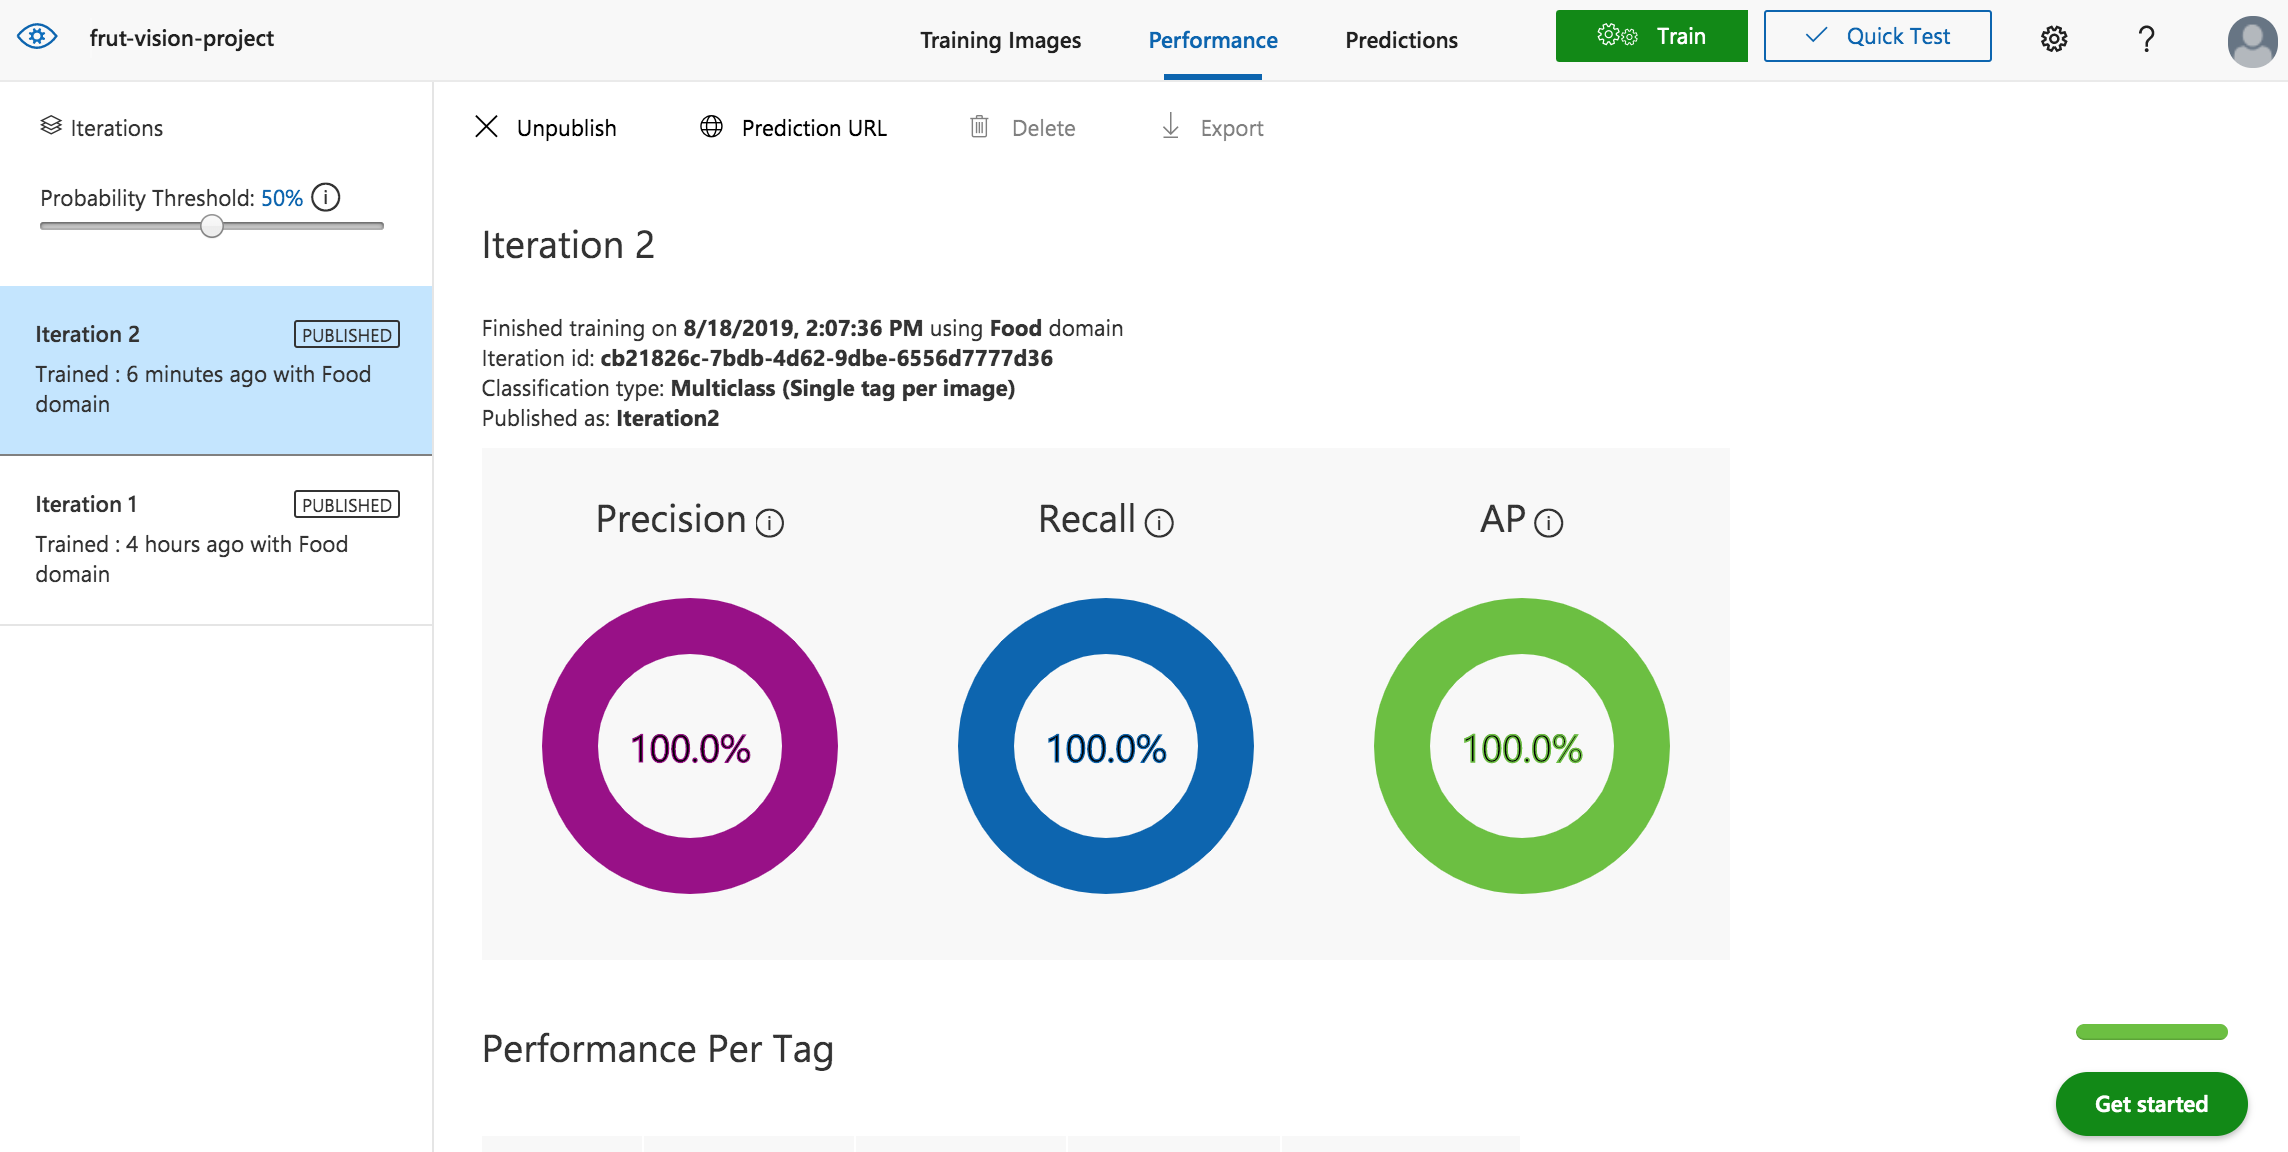 frut-vision-project
Training Images
Performance
Predictions
Train
Quick Test
?
Iterations
Probability Threshold: 50%
Iteration 2
PUBLISHED
Trained : 6 minutes ago with Food
domain
Iteration 1
PUBLISHED
Trained : 4 hours ago with Food
domain
Unpublish
Prediction URL
Delete
Export
Iteration 2
Finished training on 8/18/2019, 2:07:36 PM using Food domain
Iteration id: cb21826c-7bdb-4d62-9dbe-6556d7777d36
Classification type: Multiclass (Single tag per image)
Published as: Iteration2
Precision
Recall
AP
100.0%
100.0%
100.0%
Performance Per Tag
Get started